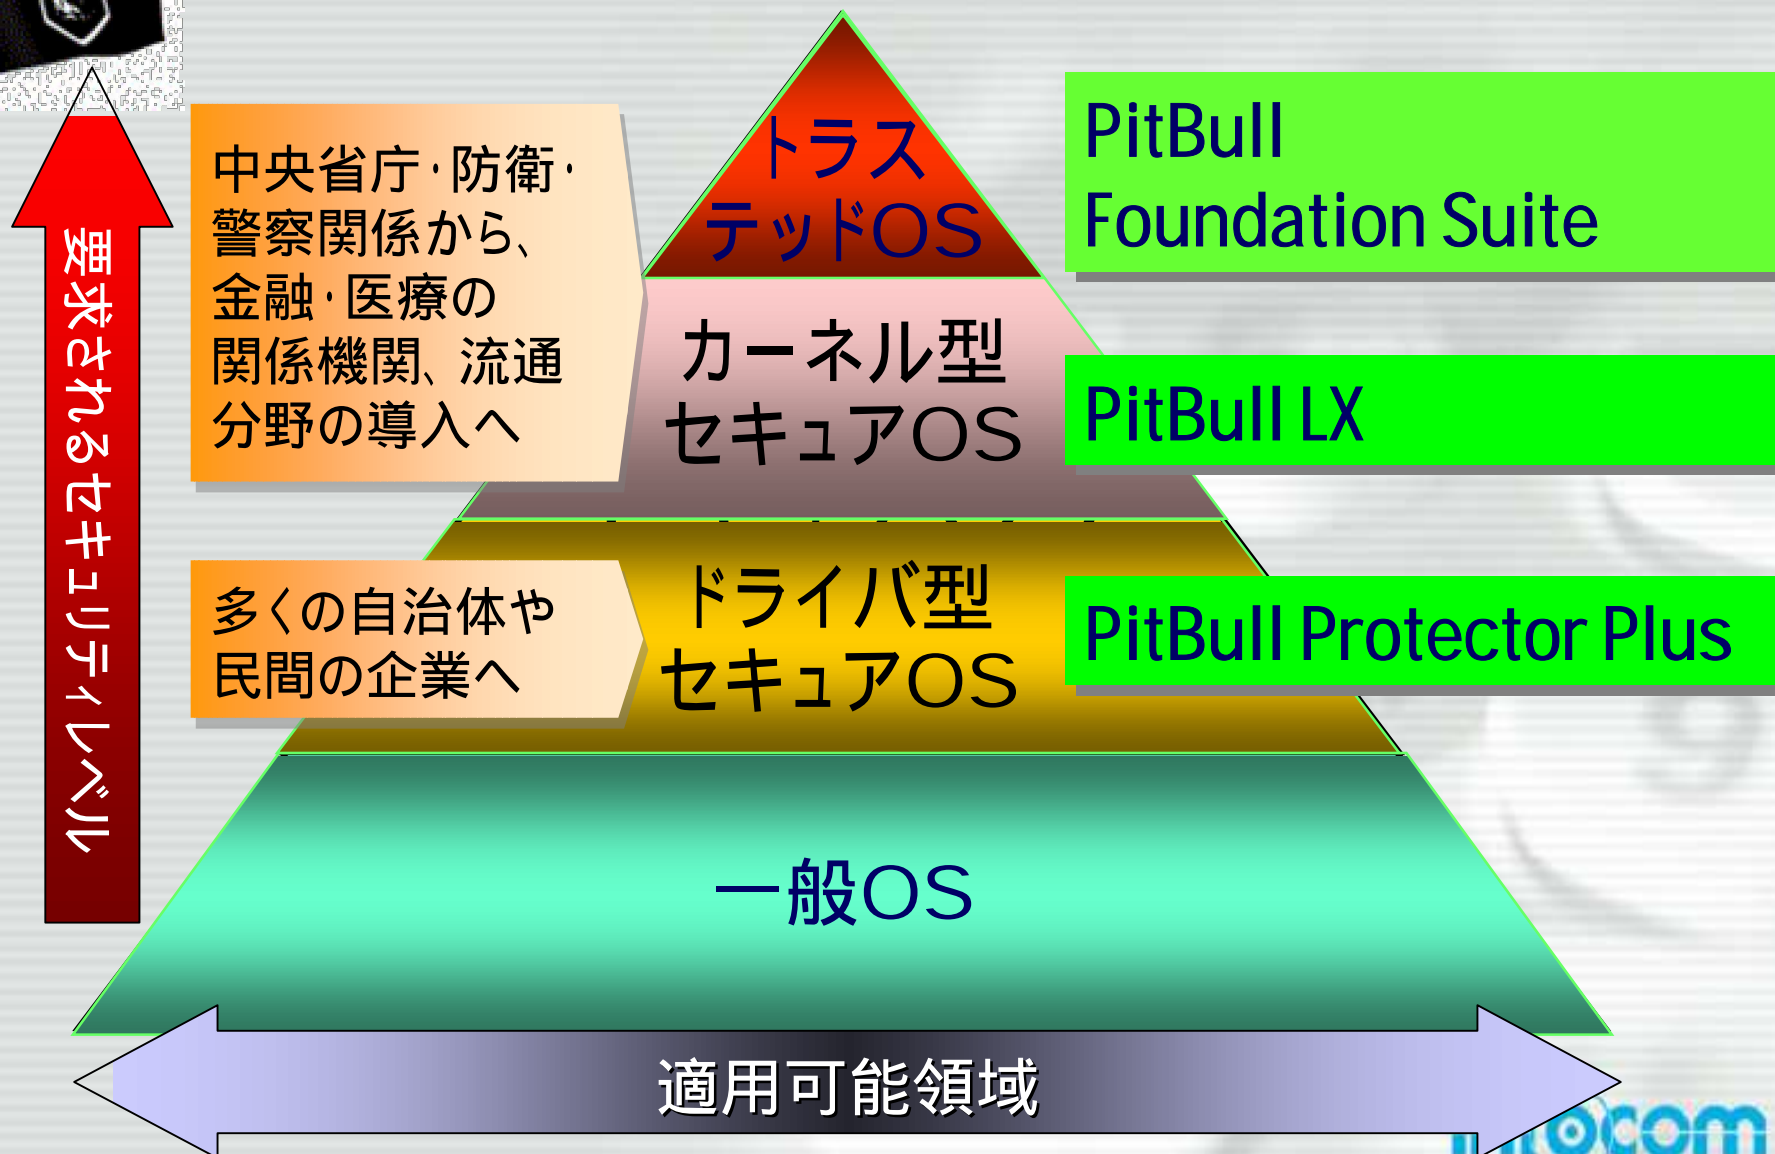 要求されるセキュリティレベル
中央省庁・防衛・
警察関係から、
金融・医療の
関係機関、流通
分野の導入へ
多くの自治体や
民間の企業へ
トラス
テッドOS
カーネル型
セキュアOS
ドライバ型
セキュアOS
一般OS
PitBull
Foundation Suite
PitBull LX
PitBull Protector Plus
適用可能領域
9